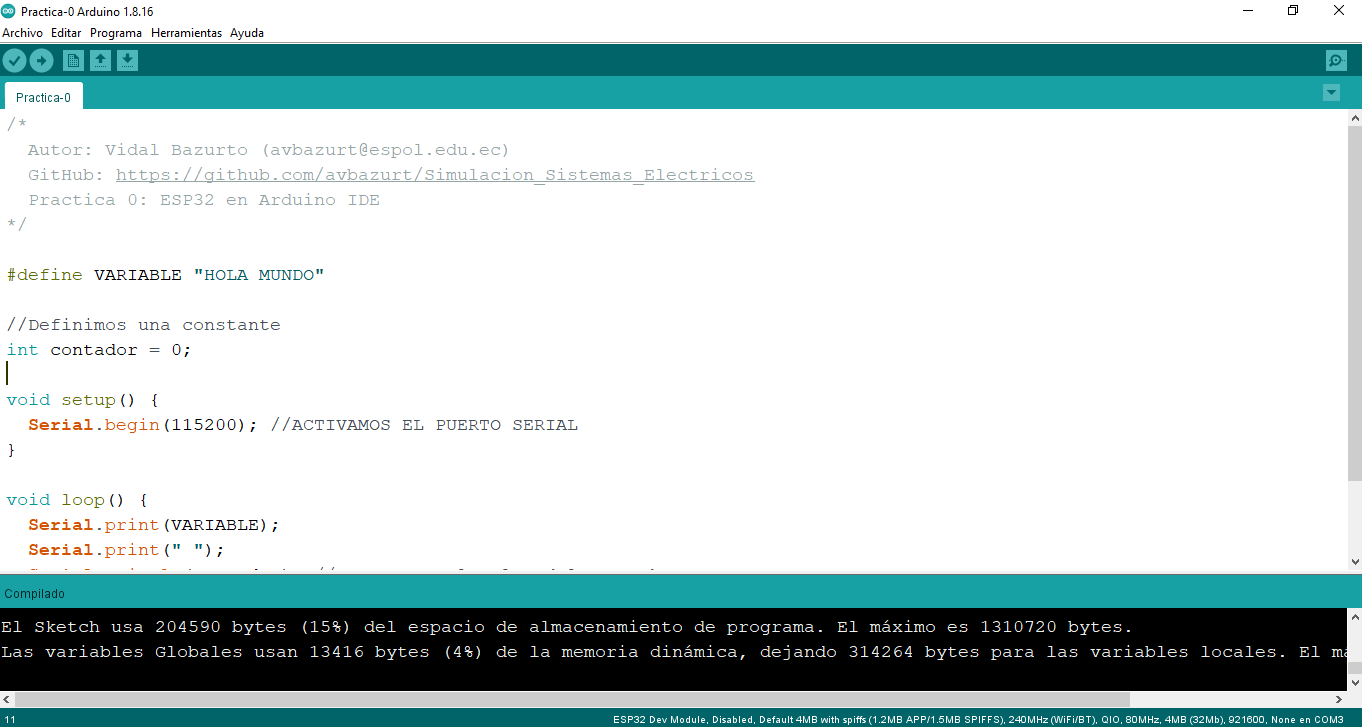 Practica-0 Arduino 1.8.16
Archivo Editar Programa Herramientas Ayuda
Practica-0
/*
  Autor: Vidal Bazurto (avbazurt@espol.edu.ec)
  GitHub: https://github.com/avbazurt/Simulacion_Sistemas_Electricos
  Practica 0: ESP32 en Arduino IDE
*/
#define VARIABLE "HOLA MUNDO"
//Definimos una constante
int contador = 0;
void setup() {
  Serial.begin(115200); //ACTIVAMOS EL PUERTO SERIAL
}
void loop() {
  Serial.print(VARIABLE);
  Serial.print(" ");
Compilado
El Sketch usa 204590 bytes (15%) del espacio de almacenamiento de programa. El máximo es 1310720 bytes.
Las variables Globales usan 13416 bytes (4%) de la memoria dinámica, dejando 314264 bytes para las variables locales. El
11 ESP32 Dev Module, Disabled, Default 4MB with spiffs (1.2MB APP/1.5MB SPIFFS), 240MHz (WiFi/BT), QIO, 80MHz, 4MB (32Mb), 921600, None en COM3